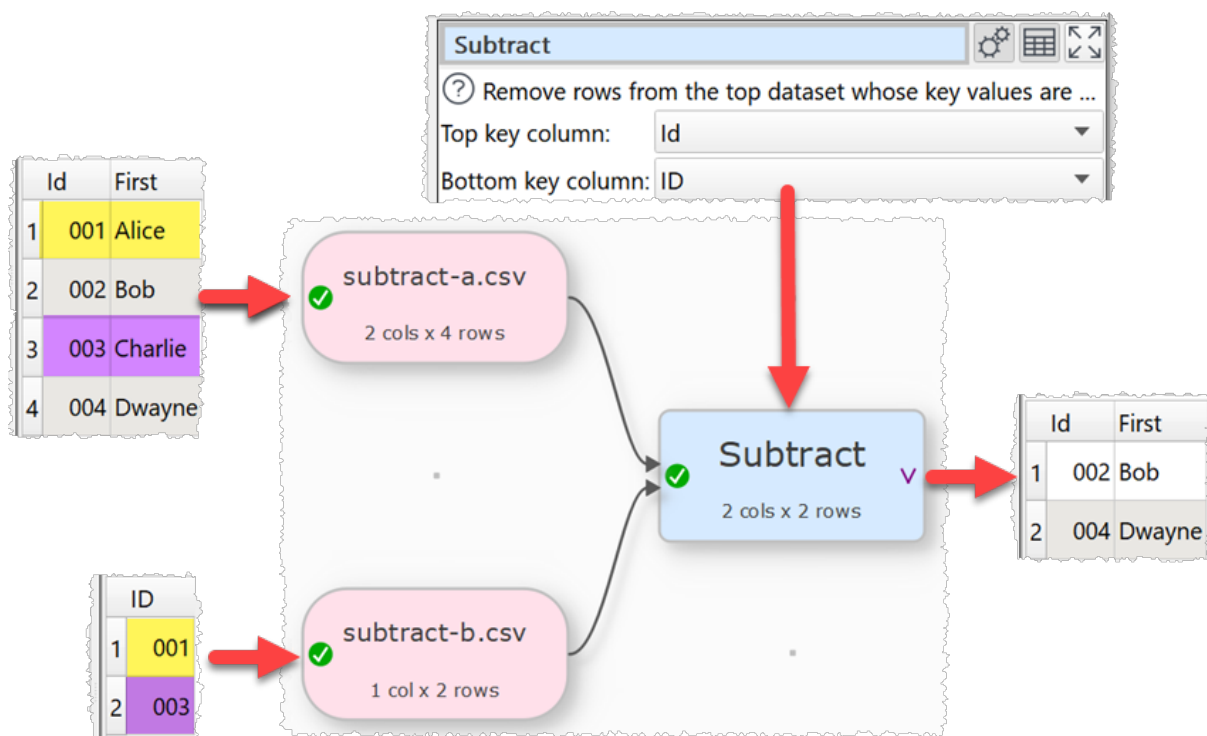 Subtract
? Remove rows from the top dataset whose key values are ...
Top key column: Id
Bottom key column: ID
Id First
1 001 Alice
2 002 Bob
3 003 Charlie
4 004 Dwayne
subtract-a.csv
2 cols x 4 rows
Subtract
V
2 cols x 2 rows
Id First
1 002 Bob
2 004 Dwayne
ID
1 001
2 003
subtract-b.csv
1 col x 2 rows